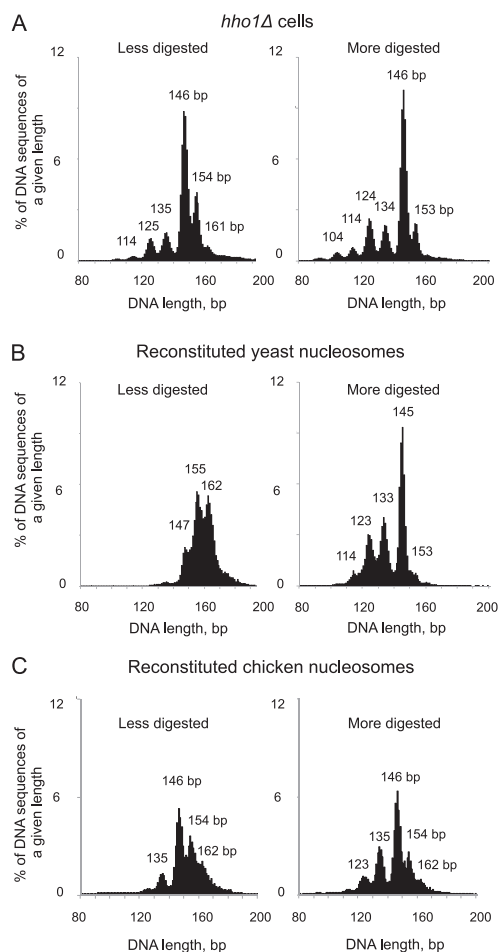 A
hho1Δ cells
Less digested
More digested
% of DNA sequences of
a given length
12
6
0
146 bp
154 bp
161 bp
135
125
114
80 120 160 200
DNA length, bp
12
6
0
146 bp
153 bp
134
124
114
104
80 120 160 200
DNA length, bp
B
Reconstituted yeast nucleosomes
Less digested
More digested
% of DNA sequences of
a given length
12
6
0
155
162
147
80 120 160 200
DNA length, bp
12
6
0
145
133
123
114
153
80 120 160 200
DNA length, bp
C
Reconstituted chicken nucleosomes
Less digested
More digested
% of DNA sequences of
a given length
12
6
0
146 bp
154 bp
162 bp
135
80 120 160 200
DNA length, bp
12
6
0
146 bp
154 bp
162 bp
135
123
80 120 160 200
DNA length, bp